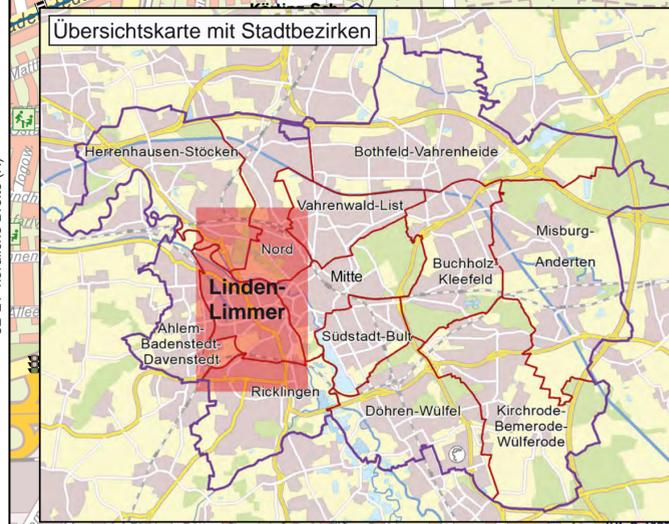 Übersichtskarte mit Stadtbezirken
Herrenhausen-Stöcken
Bothfeld-Vahrenheide
Vahrenwald-List
Misburg-
Anderten
Nord
Mitte
Buchholz-
Kleefeld
Linden-
Limmer
Südstadt-Bult
Ahlem-
Badenstedt-
Davenstedt
Ricklingen
Döhren-Wülfel
Kirchrode-
Bemerode-
Wülferode